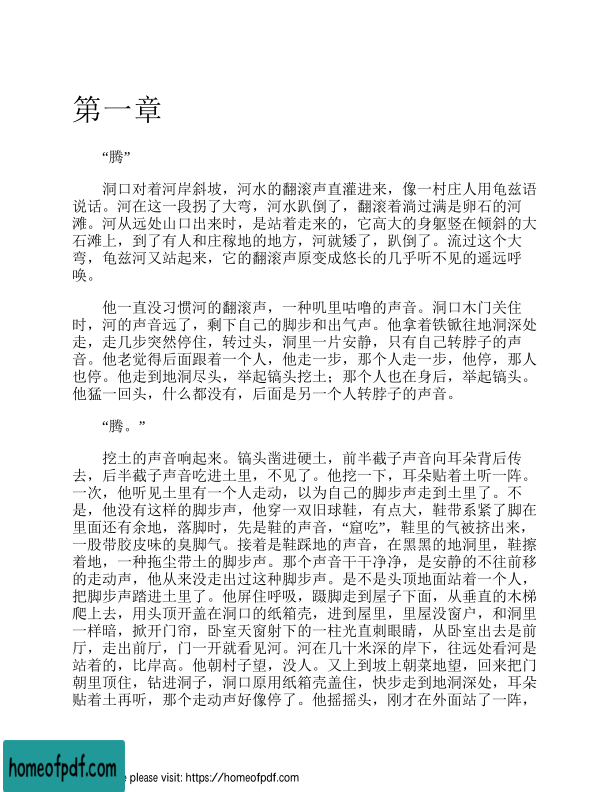 第一章
“腾”
洞口对着河岸斜坡，河水的翻滚声直灌进来，像一村庄人用龟兹语
说话。河在这一段拐了大弯，河水趴倒了，翻滚着淌过满是卵石的河
滩。河从远处山口出来时，是站着走来的，它高大的身躯竖在倾斜的大
石滩上，到了有人和庄稼地的地方，河就矮了，趴倒了。流过这个大
弯，龟兹河又站起来，它的翻滚声原变成悠长的几乎听不见的遥远呼
唤。
他一直没习惯河的翻滚声，一种叽里咕噜的声音。洞口木门关住
时，河的声音远了，剩下自己的脚步和出气声。他拿着铁锨往地洞深处
走，走几步突然停住，转过头，洞里一片安静，只有自己转脖子的声
音。他老觉得后面跟着一个人，他走一步，那个人走一步，他停，那人
也停。他走到地洞尽头，举起镐头挖土；那个人也在身后，举起镐头。
他猛一回头，什么都没有，后面是另一个人转脖子的声音。
“腾。”
挖土的声音响起来。镐头凿进硬土，前半截子声音向耳朵背后传
去，后半截子声音吃进土里，不见了。他挖一下，耳朵贴着土听一阵。
一次，他听见土里有一个人走动，以为自己的脚步声走到土里了。不
是，他没有这样的脚步声，他穿一双旧球鞋，有点大，鞋带系紧了脚在
里面还有余地，落脚时，先是鞋的声音，“窟吃”，鞋里的气被挤出来，
一股带胶皮味的臭脚气。接着是鞋踩地的声音，在黑黑的地洞里，鞋擦
着地，一种拖尘带土的脚步声。那个声音干干净净，是安静的不往前移
的走动声，他从来没走出过这种脚步声。是不是头顶地面站着一个人，
把脚步声踏进土里了。他屏住呼吸，蹑脚走到屋子下面，从垂直的木梯
爬上去，用头顶开盖在洞口的纸箱壳，进到屋里，里屋没窗户，和洞里
一样暗，掀开门帘，卧室天窗射下的一柱光直刺眼睛，从卧室出去是前
厅，走出前厅，门一开就看见河。河在几十米深的岸下，往远处看河是
站着的，比岸高。他朝村子望，没人。又上到坡上朝菜地望，回来把门
朝里顶住，钻进洞子，洞口原用纸箱壳盖住，快步走到地洞深处，耳朵
贴着土再听，那个走动声好像停了。他摇摇头，刚才在外面站了一阵，
homeofpdf.com
e please visit: https://homeofpdf.com